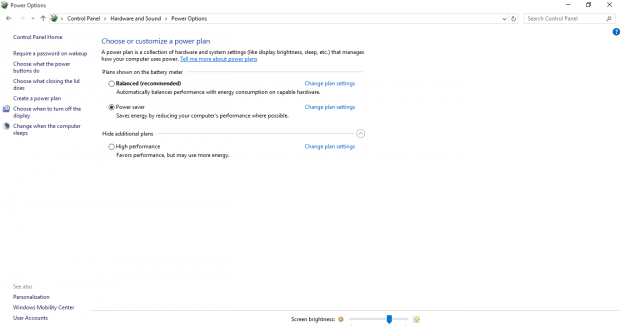 Power Options
Control Panel > Hardware and Sound > Power Options
Search Control Panel
Control Panel Home
Require a password on wakeup
Choose what the power
buttons do
Choose what closing the lid
does
Create a power plan
Choose when to turn off the
display
Change when the computer
sleeps
Choose or customize a power plan
A power plan is a collection of hardware and system settings (like display brightness, sleep, etc.) that manages
how your computer uses power. Tell me more about power plans
Plans shown on the battery meter
Balanced (recommended) Change plan settings
Automatically balances performance with energy consumption on capable hardware.
Power saver Change plan settings
Saves energy by reducing your computer's performance where possible.
Hide additional plans
High performance Change plan settings
Favors performance, but may use more energy.
See also
Personalization
Windows Mobility Center
User Accounts
Screen brightness: